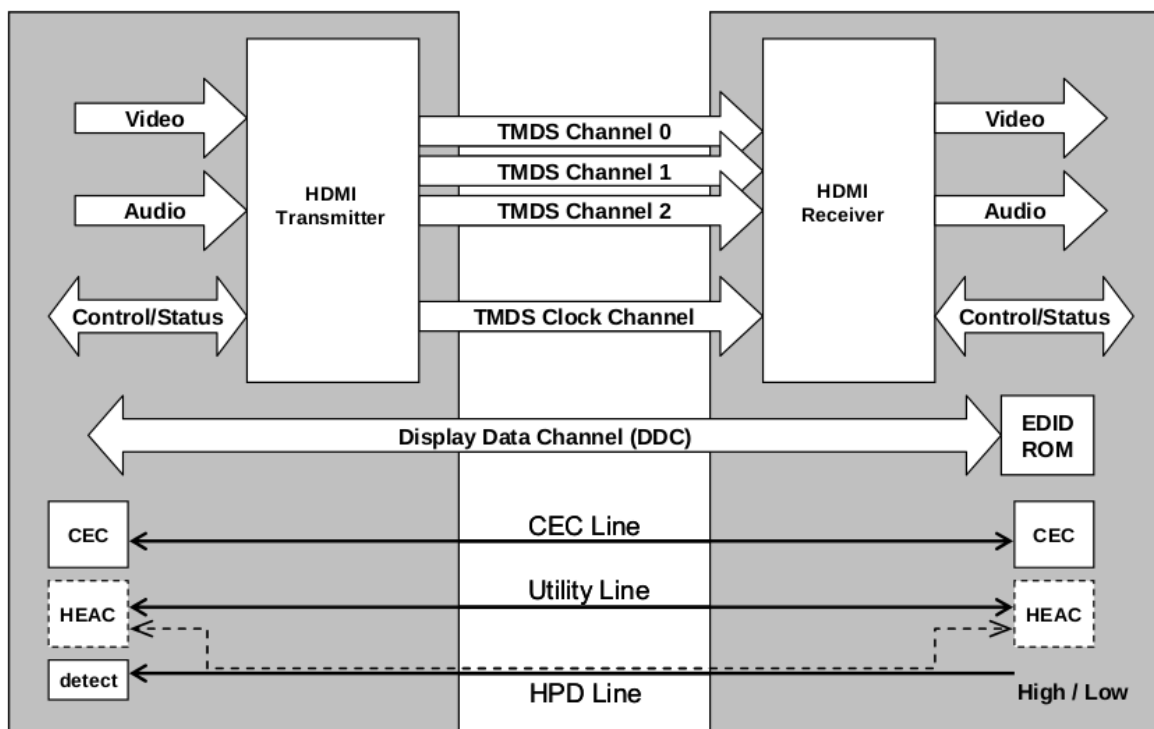 Video
Audio
Control/Status
HDMI
Transmitter
TMDS Channel 0
TMDS Channel 1
TMDS Channel 2
TMDS Clock Channel
HDMI
Receiver
Video
Audio
Control/Status
Display Data Channel (DDC)
EDID
ROM
CEC
CEC Line
CEC
HEAC
Utility Line
HEAC
detect
HPD Line
High / Low